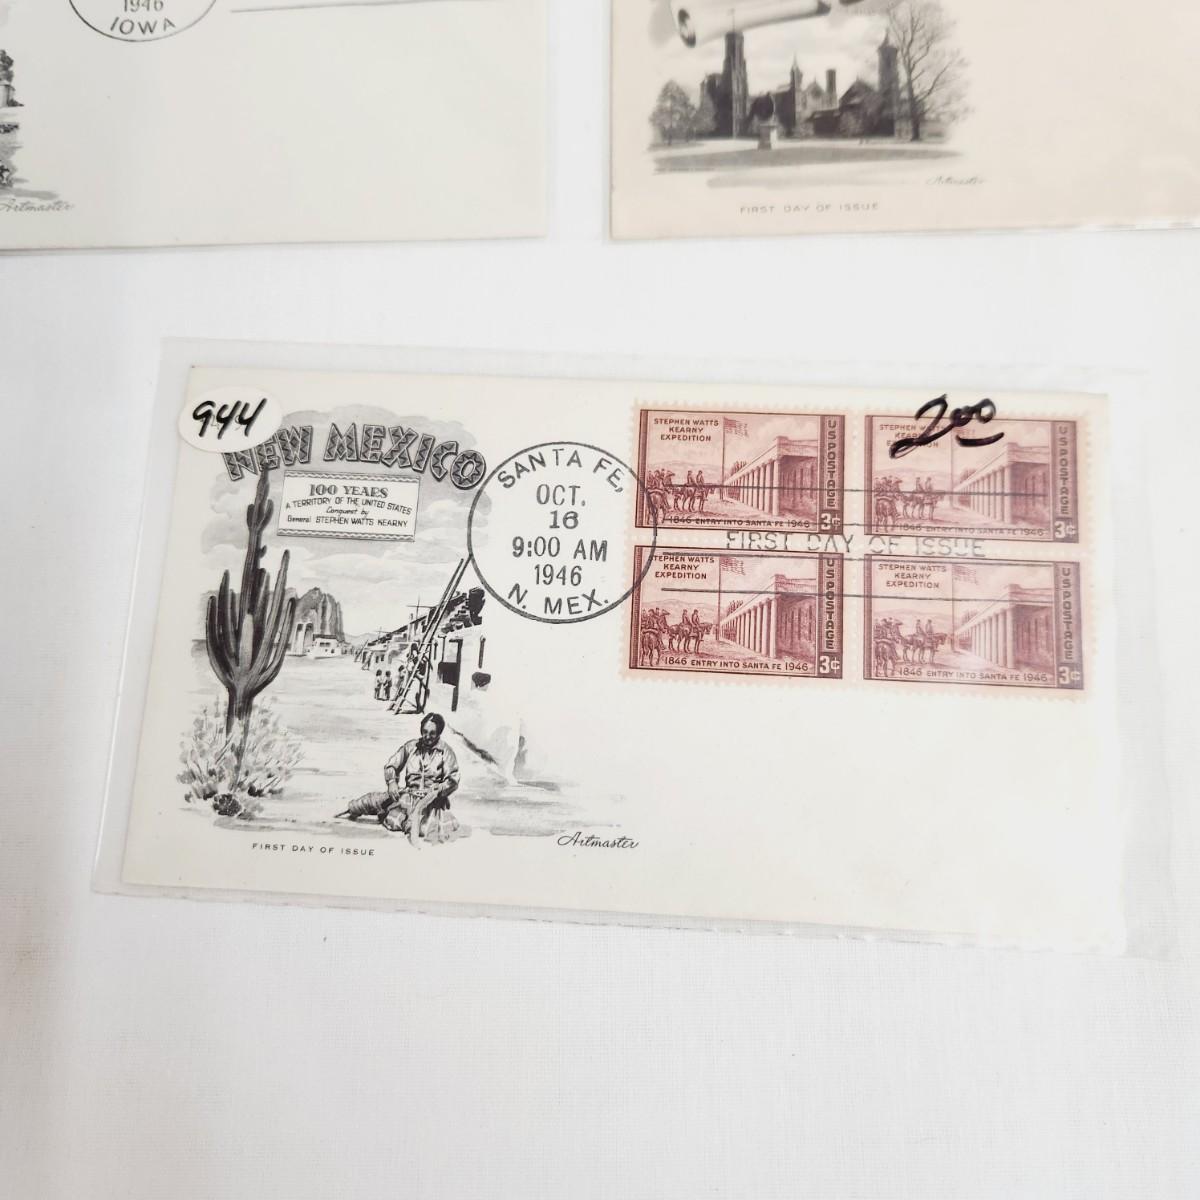 1946
IOWA
Artmaster
Artmaster
FIRST DAY OF ISSUE
944
NEW MEXICO
100 YEARS
A TERRITORY OF THE UNITED STATES
Conquest by
General STEPHEN WATTS KEARNY
SANTA FE,
OCT.
16
9:00 AM
1946
N. MEX.
2.00
STEPHEN WATTS
KEARNY
EXPEDITION
US POSTAGE
1846 ENTRY INTO SANTA FE 1946
3¢
STEPHEN WATTS
KEARNY
EXPEDITION
US POSTAGE
1846 ENTRY INTO SANTA FE 1946
3¢
FIRST DAY OF ISSUE
STEPHEN WATTS
KEARNY
EXPEDITION
US POSTAGE
1846 ENTRY INTO SANTA FE 1946
3¢
STEPHEN WATTS
KEARNY
EXPEDITION
US POSTAGE
1846 ENTRY INTO SANTA FE 1946
3¢
FIRST DAY OF ISSUE
Artmaster